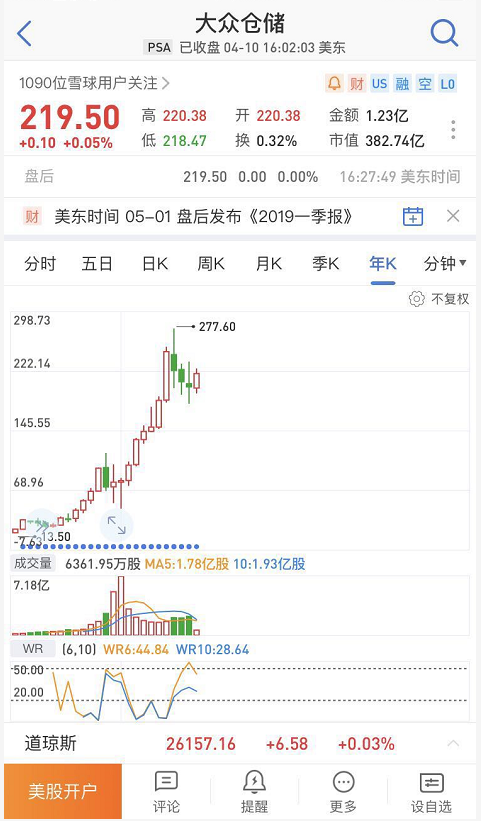 大众仓储
PSA 已收盘 04-10 16:02:03 美东
1090位雪球用户关注 财 US 融 空 L0
219.50 高 220.38 开 220.38 金额 1.23亿
+0.10 +0.05% 低 218.47 换 0.32% 市值 382.74亿
盘后 219.50 0.00 0.00% 16:27:49 美东时间
财 美东时间 05-01 盘后发布《2019一季报》
分时 五日 日K 周K 月K 季K 年K 分钟
不复权
298.73
277.60
222.14
145.55
68.96
-7.63 13.50
成交量 6361.95万股 MA5:1.78亿股 10:1.93亿股
7.18亿
WR (6,10) WR6:44.84 WR10:28.64
50.00
20.00
道琼斯 26157.16 +6.58 +0.03%
美股开户 评论 提醒 更多 设自选